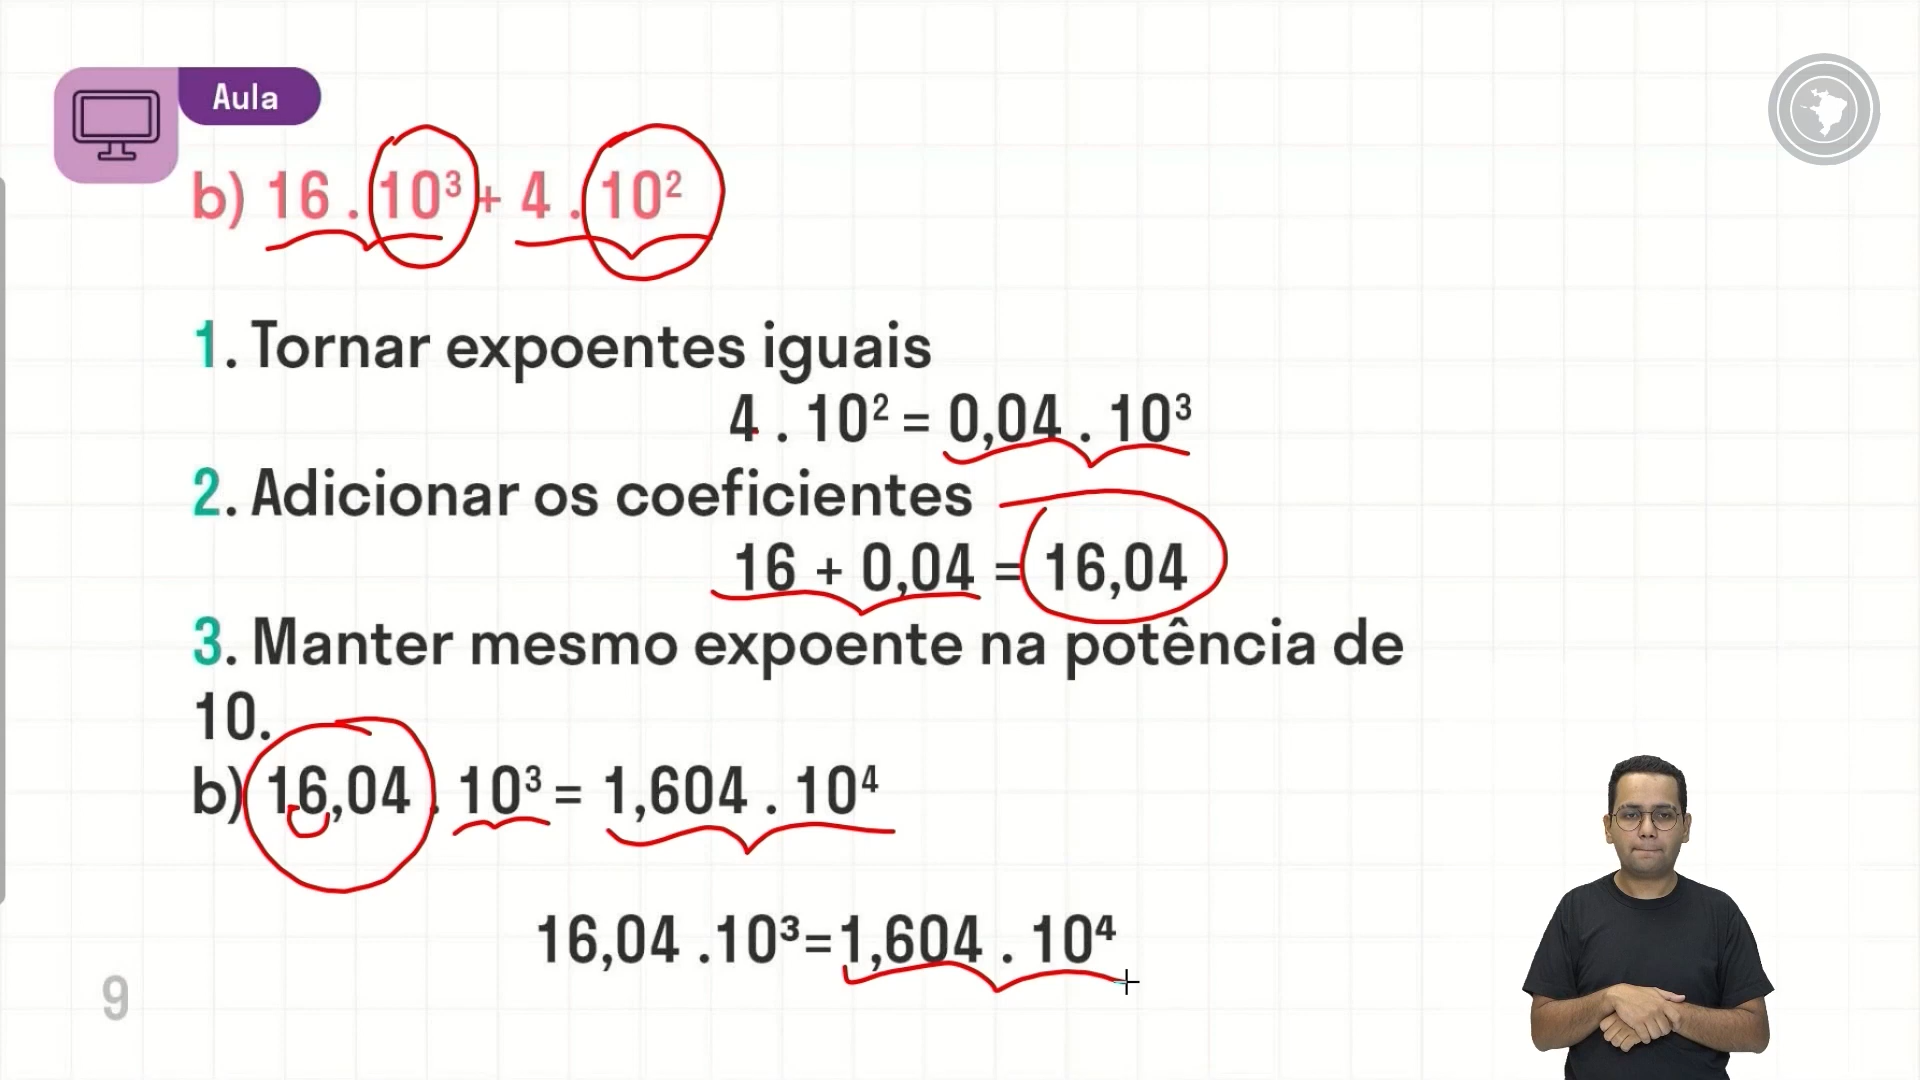 Aula
b) 16 . 10³ + 4 . 10²
1. Tornar expoentes iguais
4 . 10² = 0,04 . 10³
2. Adicionar os coeficientes
16 + 0,04 = 16,04
3. Manter mesmo expoente na potência de
10.
b) 16,04 . 10³ = 1,604 . 10⁴
16,04 .10³=1,604 . 10⁴
9